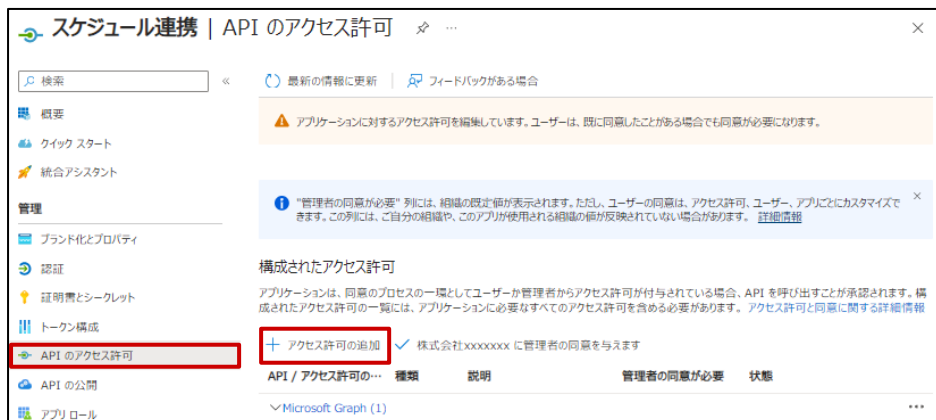 スケジュール連携 | API のアクセス許可 ...
検索
概要
クイック スタート
統合アシスタント
管理
ブランド化とプロパティ
認証
証明書とシークレット
トークン構成
API のアクセス許可
API の公開
アプリ ロール
最新の情報に更新 フィードバックがある場合
アプリケーションに対するアクセス許可を編集しています。ユーザーは、既に同意したことがある場合でも同意が必要になります。
"管理者の同意が必要" 列には、組織の既定値が表示されます。ただし、ユーザーの同意は、アクセス許可、ユーザー、アプリごとにカスタマイズで
きます。この列には、ご自分の組織や、このアプリが使用される組織の値が反映されていない場合があります。 詳細情報
構成されたアクセス許可
アプリケーションは、同意のプロセスの一環としてユーザーか管理者からアクセス許可が付与されている場合、API を呼び出すことが承認されます。構
成されたアクセス許可の一覧には、アプリケーションに必要なすべてのアクセス許可を含める必要があります。 アクセス許可と同意に関する詳細情報
アクセス許可の追加 株式会社xxxxxxx に管理者の同意を与えます
API / アクセス許可の… 種類 説明 管理者の同意が必要 状態
Microsoft Graph (1) ...